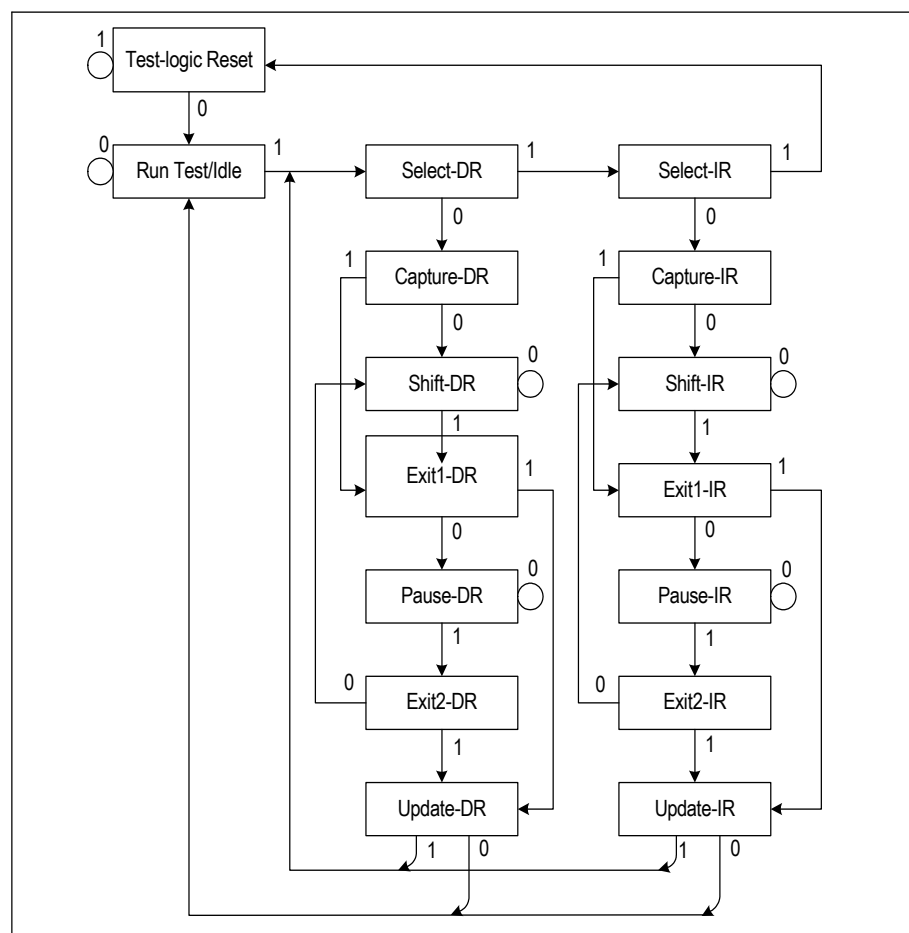 1
Test-logic Reset
0
0
Run Test/Idle
1
Select-DR
1
Select-IR
1
0
0
1
Capture-DR
1
Capture-IR
0
0
0
0
Shift-DR
Shift-IR
1
1
Exit1-DR
1
Exit1-IR
1
0
0
0
0
Pause-DR
Pause-IR
1
1
0
Exit2-DR
0
Exit2-IR
1
1
Update-DR
Update-IR
1
0
1
0